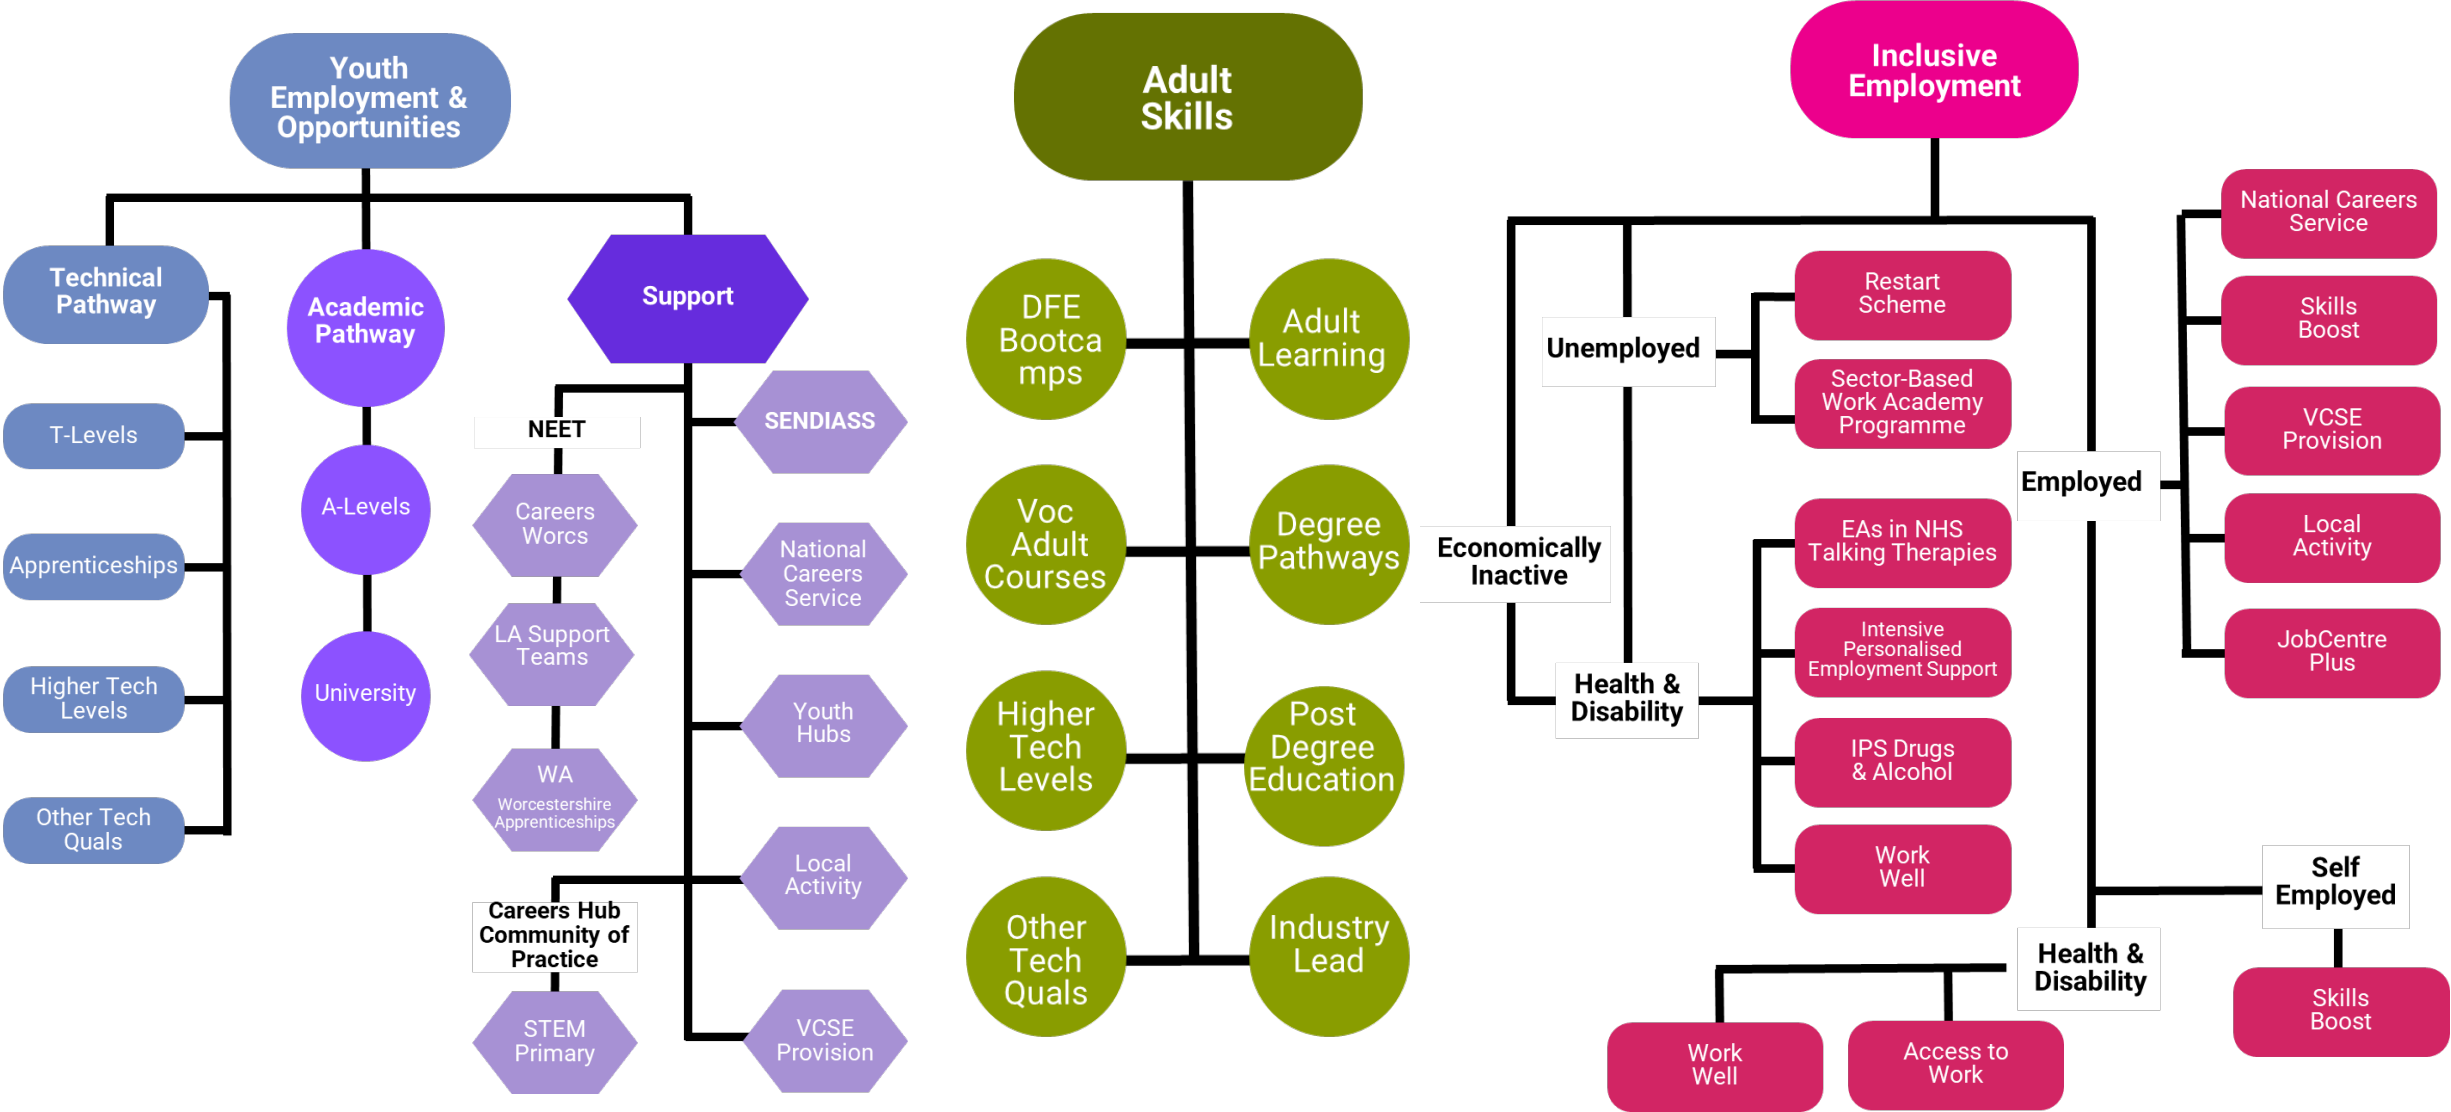 Youth
Employment &
Opportunities
Technical
Pathway
T-Levels
Apprenticeships
Higher Tech
Levels
Other Tech
Quals
Academic
Pathway
A-Levels
University
Support
NEET
Careers
Worcs
LA Support
Teams
WA
Worcestershire
Apprenticeships
Careers Hub
Community of
Practice
STEM
Primary
SENDIASS
National
Careers
Service
Youth
Hubs
Local
Activity
VCSE
Provision
Adult
Skills
DFE
Bootca
mps
Adult
Learning
Voc
Adult
Courses
Degree
Pathways
Higher
Tech
Levels
Post
Degree
Education
Other
Tech
Quals
Industry
Lead
Inclusive
Employment
Unemployed
Restart
Scheme
Sector-Based
Work Academy
Programme
Economically
Inactive
Health &
Disability
EAs in NHS
Talking Therapies
Intensive
Personalised
Employment Support
IPS Drugs
& Alcohol
Work
Well
Employed
National Careers
Service
Skills
Boost
VCSE
Provision
Local
Activity
JobCentre
Plus
Self
Employed
Skills
Boost
Health &
Disability
Work
Well
Access to
Work